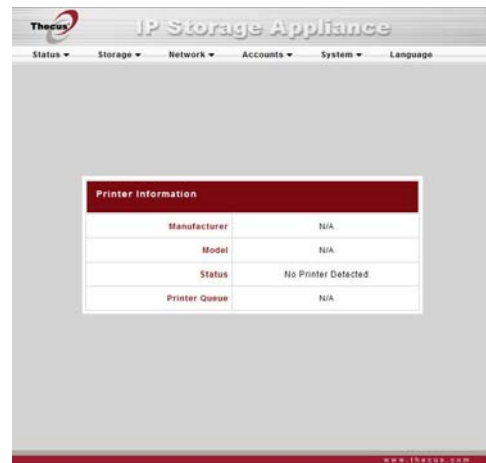 Thecus
IP Storage Appliance
Status Storage Network Accounts System Language
Printer Information
Manufacturer N/A
Model N/A
Status No Printer Detected
Printer Queue N/A
www.thecus.com